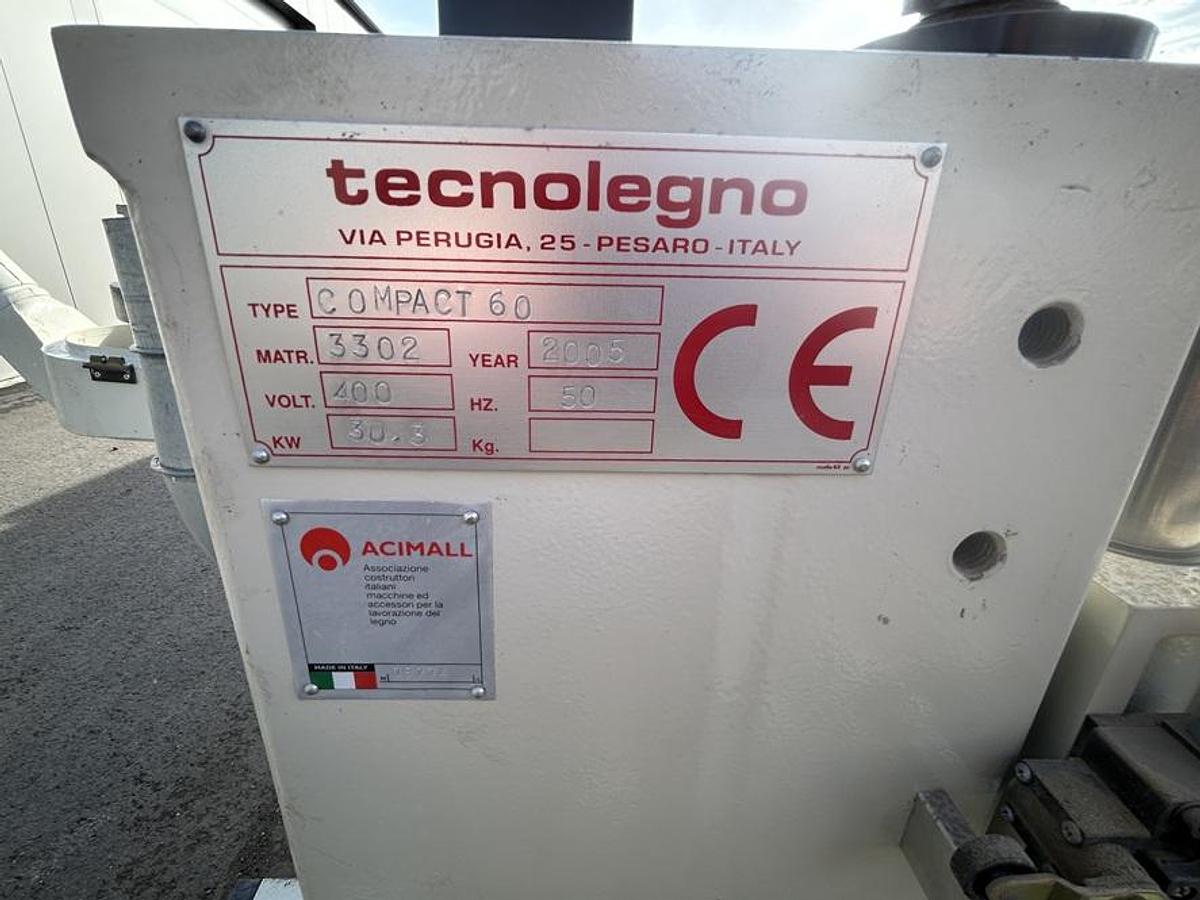 tecnolegno
VIA PERUGIA, 25 - PESARO - ITALY
TYPE COMPACT 60
MATR. 3302 YEAR 2005
VOLT. 400 HZ. 50
KW 30.3 Kg.
CE
ACIMALL
Associazione
costruttori
italiani
macchine ed
accessori per la
lavorazione del
legno
MADE IN ITALY
N